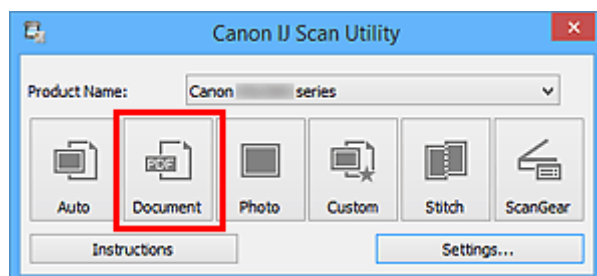 Canon IJ Scan Utility
Product Name: Canon series
PDF
Auto Document Photo Custom Stitch ScanGear
Instructions Settings...